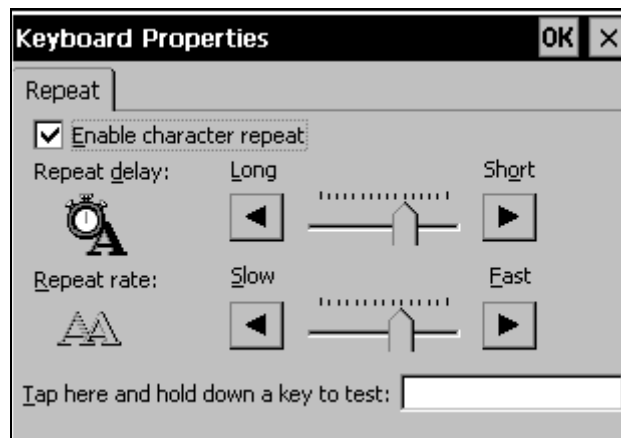 Keyboard Properties OK ×
Repeat
Enable character repeat
Repeat delay: Long Short
Repeat rate: Slow Fast
Tap here and hold down a key to test: